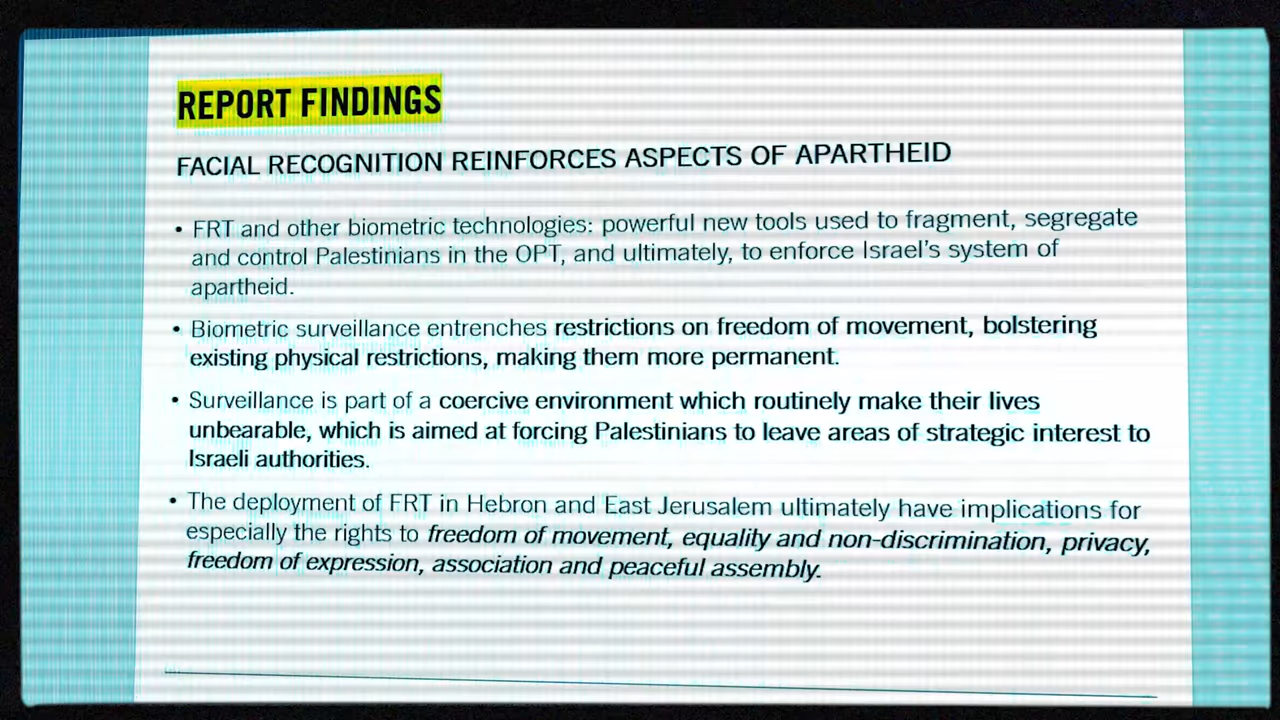 REPORT FINDINGS
FACIAL RECOGNITION REINFORCES ASPECTS OF APARTHEID
• FRT and other biometric technologies: powerful new tools used to fragment, segregate
and control Palestinians in the OPT, and ultimately, to enforce Israel's system of
apartheid.
• Biometric surveillance entrenches restrictions on freedom of movement, bolstering
existing physical restrictions, making them more permanent.
• Surveillance is part of a coercive environment which routinely make their lives
unbearable, which is aimed at forcing Palestinians to leave areas of strategic interest to
Israeli authorities.
• The deployment of FRT in Hebron and East Jerusalem ultimately have implications for
especially the rights to freedom of movement, equality and non-discrimination, privacy,
freedom of expression, association and peaceful assembly.